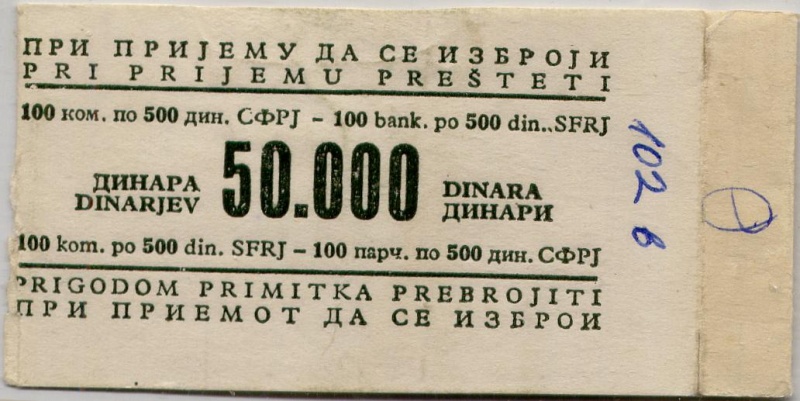 ПРИ ПРИЈЕМУ ДА СЕ ИЗБРОЈИ
PRI PRIJEMU PREŠTETI
100 ком. по 500 дин. СФРЈ – 100 bank. po 500 din..SFRJ
ДИНАРА 50.000 DINARA
DINARJEV ДИНАРИ
100 kom. po 500 din. SFRJ – 100 парч. по 500 дин. СФРЈ
PRIGODOM PRIMITKA PREBROJITI
ПРИ ПРИЕМОТ ДА СЕ ИЗБРОИ
102 в